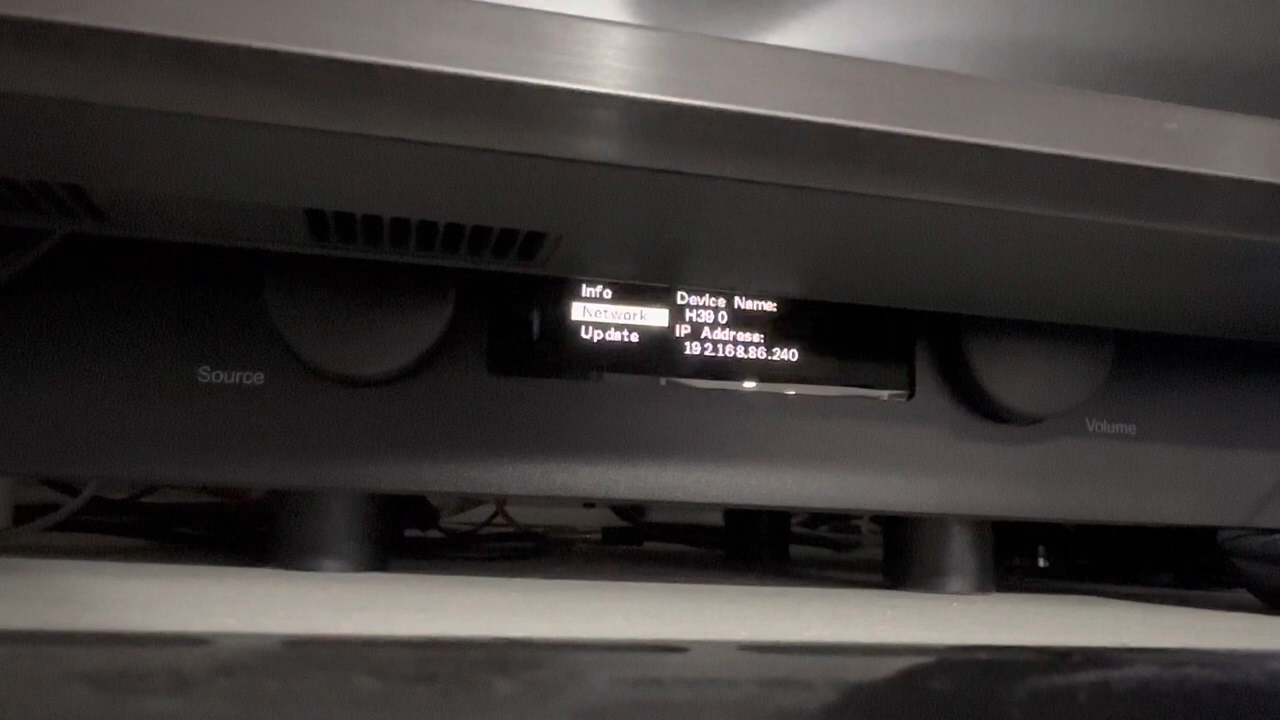 Info
Network
Update
Device Name:
H390
IP Address:
192.168.86.240
Source
Volume